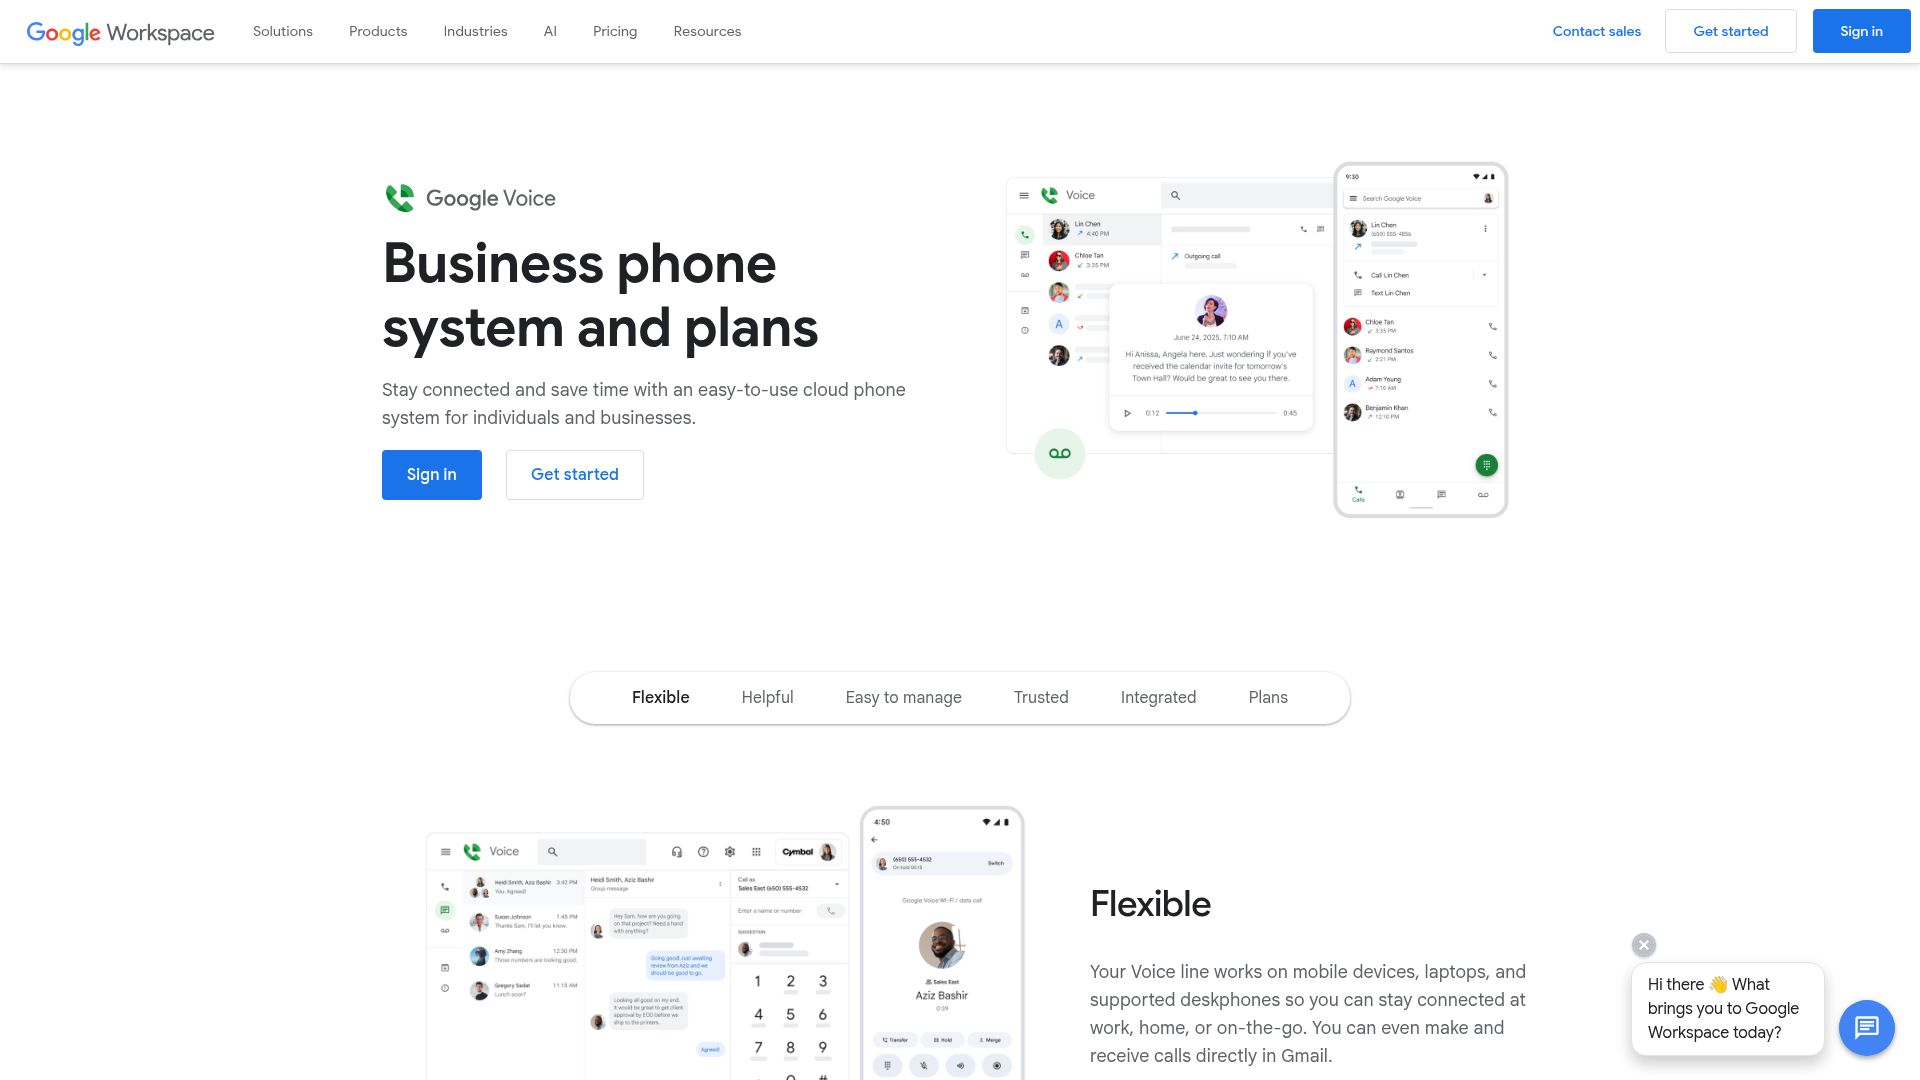 Google Workspace
Solutions
Products
Industries
AI
Pricing
Resources
Contact sales
Get started
Sign in
Google Voice
Business phone
system and plans
Stay connected and save time with an easy-to-use cloud phone
system for individuals and businesses.
Sign in
Get started
Voice
Lin Chen
4:40 PM
Chloe Tan
3:35 PM
A
Outgoing call
June 24, 2025, 7:10 AM
Hi Anissa, Angela here. Just wondering if you've
received the calendar invite for tomorrow's
Town Hall? Would be great to see you there.
0:12
0:45
9:30
Search Google Voice
Lin Chen
(650) 555-4856
Call Lin Chen
Text Lin Chen
Chloe Tan
3:35 PM
Raymond Santos
2:21 PM
A
Adam Young
7:10 AM
Benjamin Khan
12:10 PM
Calls
Flexible
Helpful
Easy to manage
Trusted
Integrated
Plans
Voice
Cymbal
Heidi Smith, Aziz Bashir 3:42 PM
You: Agreed!
Susan Johnson 1:45 PM
Thanks Sam, I'll let you know.
Amy Zhang 12:30 PM
Those numbers are looking good.
Gregory Sadat 11:15 AM
Lunch soon?
Heidi Smith, Aziz Bashir
Group message
Hey Sam, how are you going
on that project? Need a hand
with anything?
Going good! Just awaiting
review from Aziz and we
should be good to go.
Looking all good on my end.
It would be great to get client
approval by EOD before we
ship to the printers.
Agreed!
Call as
Sales East (650) 555-4532
Enter a name or number
SUGGESTION
1 2 3
4 5 6
7 8 9
4:50
(650) 555-4532
On hold 00:15
Switch
Google Voice Wi-Fi / data call
Sales East
Aziz Bashir
0:39
Transfer
Hold
Merge
Flexible
Your Voice line works on mobile devices, laptops, and
supported deskphones so you can stay connected at
work, home, or on-the-go. You can even make and
receive calls directly in Gmail.
Hi there 👋 What
brings you to Google
Workspace today?